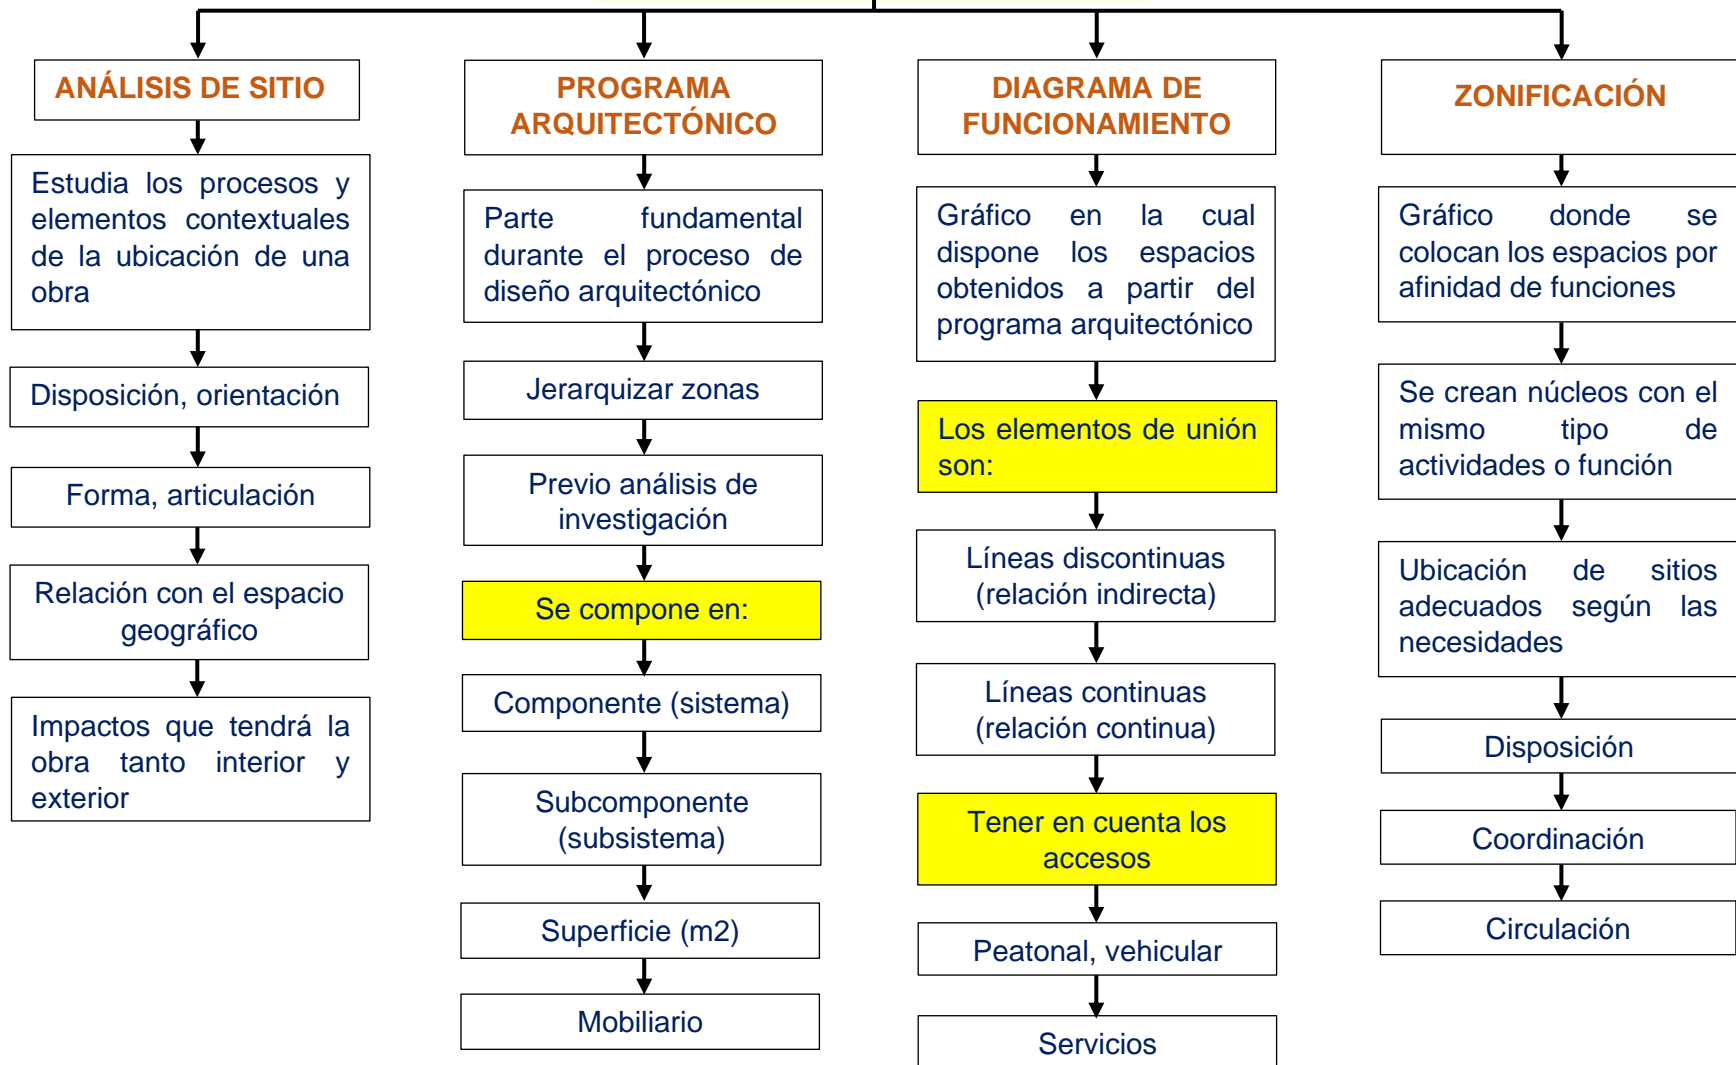 ANÁLISIS DE SITIO
Estudia los procesos y
elementos contextuales
de la ubicación de una
obra
Disposición, orientación
Forma, articulación
Relación con el espacio
geográfico
Impactos que tendrá la
obra tanto interior y
exterior
PROGRAMA
ARQUITECTÓNICO
Parte fundamental
durante el proceso de
diseño arquitectónico
Jerarquizar zonas
Previo análisis de
investigación
Se compone en:
Componente (sistema)
Subcomponente
(subsistema)
Superficie (m2)
Mobiliario
DIAGRAMA DE
FUNCIONAMIENTO
Gráfico en la cual
dispone los espacios
obtenidos a partir del
programa arquitectónico
Los elementos de unión
son:
Líneas discontinuas
(relación indirecta)
Líneas continuas
(relación continua)
Tener en cuenta los
accesos
Peatonal, vehicular
Servicios
ZONIFICACIÓN
Gráfico donde se
colocan los espacios por
afinidad de funciones
Se crean núcleos con el
mismo tipo de
actividades o función
Ubicación de sitios
adecuados según las
necesidades
Disposición
Coordinación
Circulación